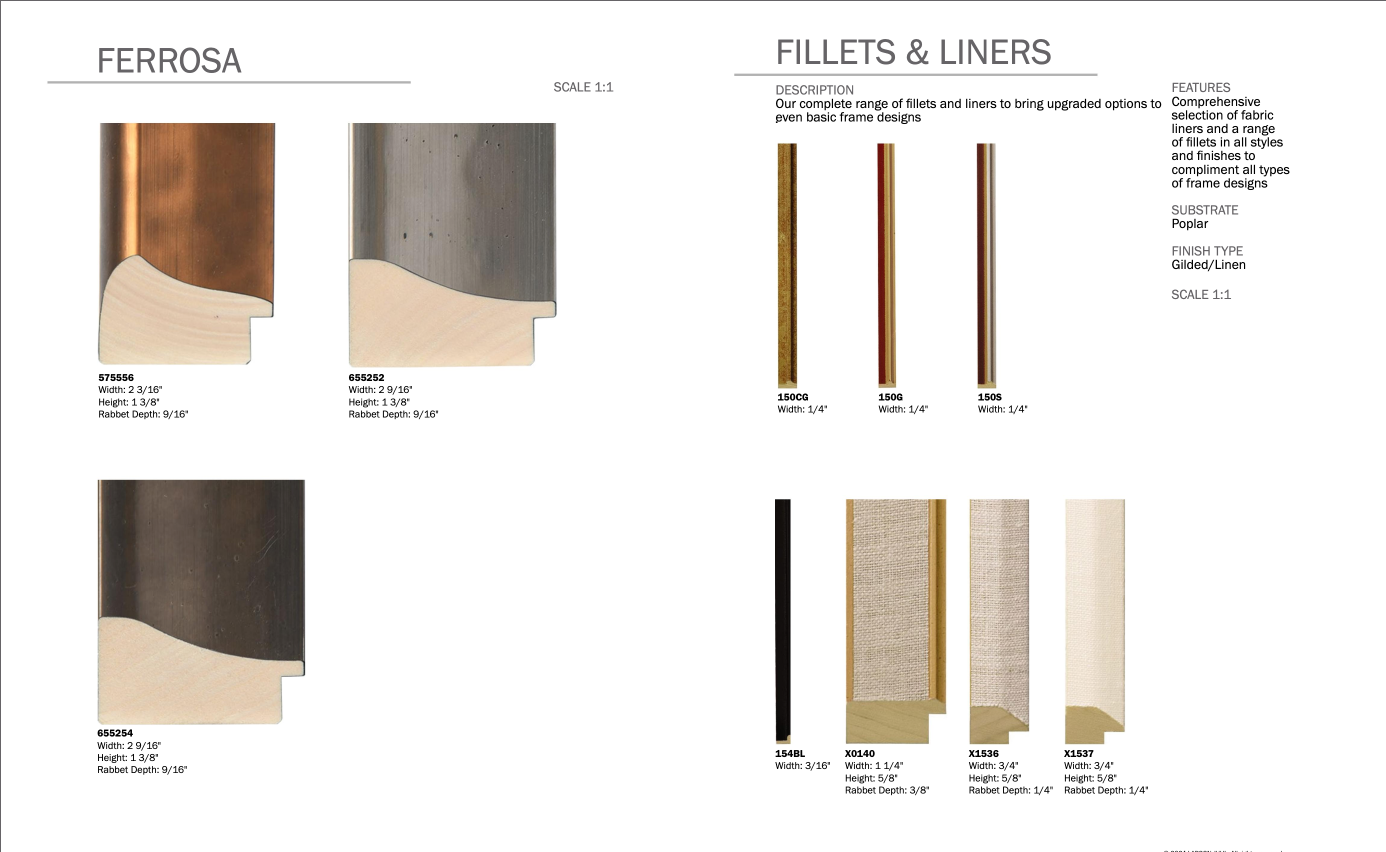 FERROSA
SCALE 1:1
575556
Width: 2 3/16"
Height: 1 3/8"
Rabbet Depth: 9/16"
655252
Width: 2 9/16"
Height: 1 3/8"
Rabbet Depth: 9/16"
655254
Width: 2 9/16"
Height: 1 3/8"
Rabbet Depth: 9/16"
FILLETS & LINERS
DESCRIPTION
Our complete range of fillets and liners to bring upgraded options to
even basic frame designs
FEATURES
Comprehensive
selection of fabric
liners and a range
of fillets in all styles
and finishes to
compliment all types
of frame designs
SUBSTRATE
Poplar
FINISH TYPE
Gilded/Linen
SCALE 1:1
150CG
Width: 1/4"
150G
Width: 1/4"
150S
Width: 1/4"
154BL
Width: 3/16"
X0140
Width: 1 1/4"
Height: 5/8"
Rabbet Depth: 3/8"
X1536
Width: 3/4"
Height: 5/8"
Rabbet Depth: 1/4"
X1537
Width: 3/4"
Height: 5/8"
Rabbet Depth: 1/4"